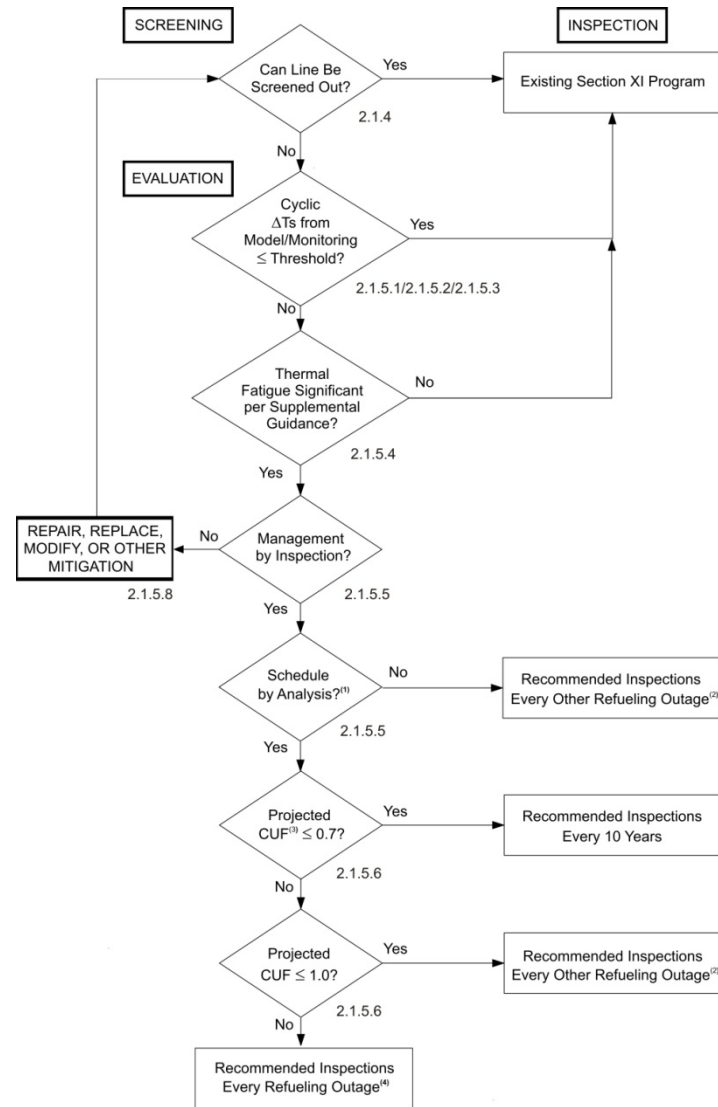 SCREENING
INSPECTION
Can Line Be
Screened Out?
Yes
Existing Section XI Program
2.1.4
No
EVALUATION
Cyclic
ΔTs from
Model/Monitoring
≤ Threshold?
Yes
2.1.5.1/2.1.5.2/2.1.5.3
No
Thermal
Fatigue Significant
per Supplemental
Guidance?
No
2.1.5.4
Yes
REPAIR, REPLACE,
MODIFY, OR OTHER
MITIGATION
No
Management
by Inspection?
2.1.5.8
2.1.5.5
Yes
Schedule
by Analysis?(1)
No
Recommended Inspections
Every Other Refueling Outage(2)
2.1.5.5
Yes
Projected
CUF(3) ≤ 0.7?
Yes
Recommended Inspections
Every 10 Years
2.1.5.6
No
Projected
CUF ≤ 1.0?
Yes
Recommended Inspections
Every Other Refueling Outage(2)
2.1.5.6
No
Recommended Inspections
Every Refueling Outage(4)